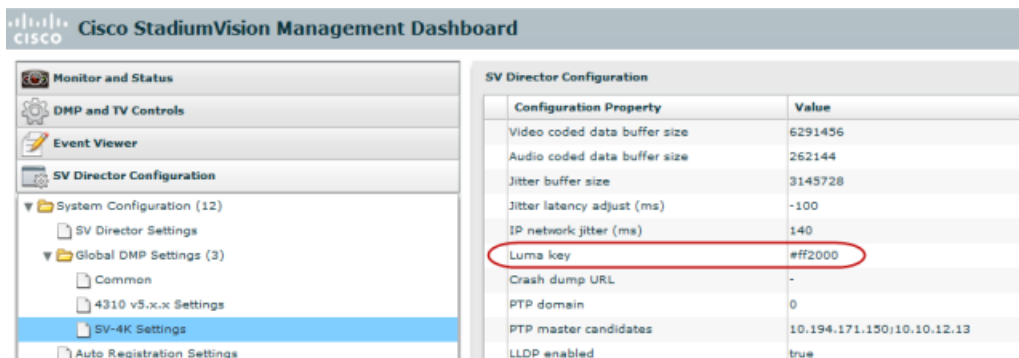 CISCO Cisco StadiumVision Management Dashboard
Monitor and Status
DMP and TV Controls
Event Viewer
SV Director Configuration
System Configuration (12)
SV Director Settings
Global DMP Settings (3)
Common
4310 v5.x.x Settings
SV-4K Settings
Auto Registration Settings
SV Director Configuration
Configuration Property Value
Video coded data buffer size 6291456
Audio coded data buffer size 262144
Jitter buffer size 3145728
Jitter latency adjust (ms) -100
IP network jitter (ms) 140
Luma key #ff2000
Crash dump URL -
PTP domain 0
PTP master candidates 10.194.171.150;10.10.12.13
LLDP enabled true